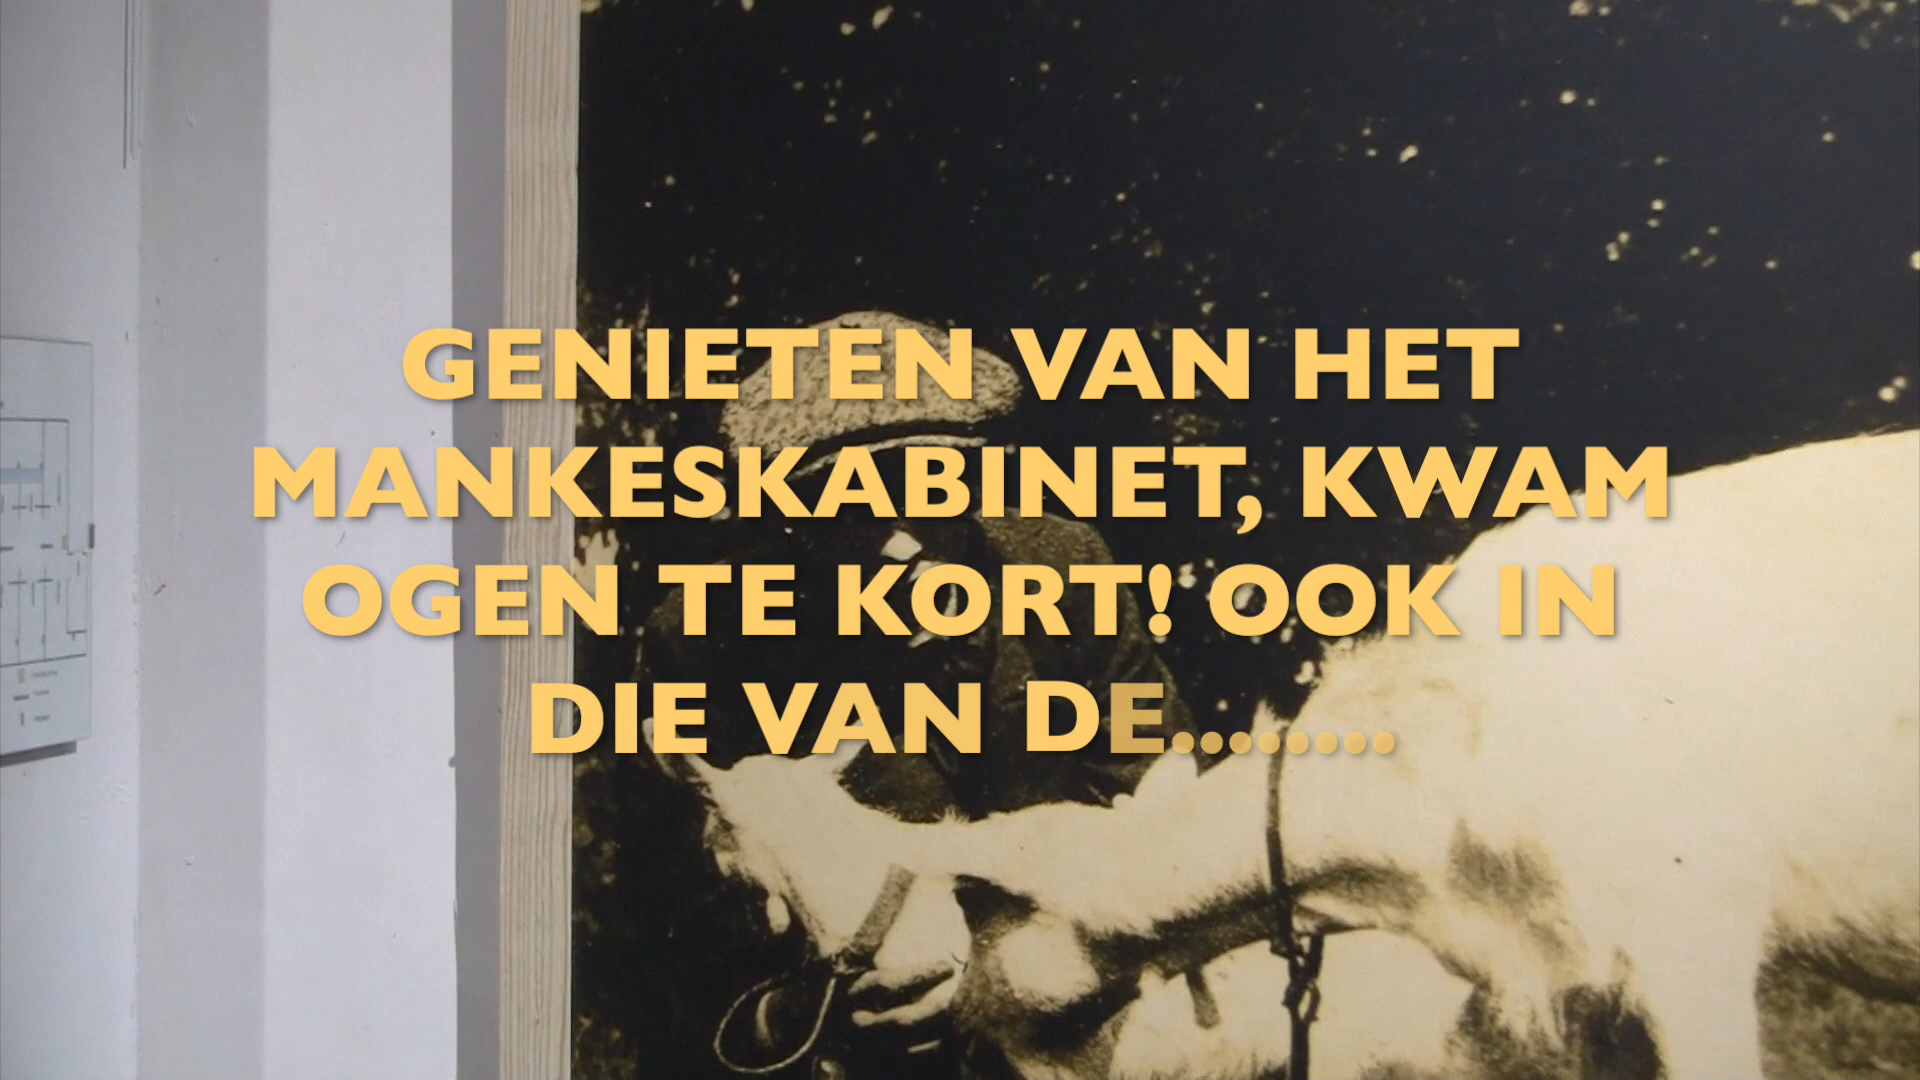 GENIETEN VAN HET
MANKESKABINET, KWAM
OGEN TE KORT! OOK IN
DIE VAN DE........